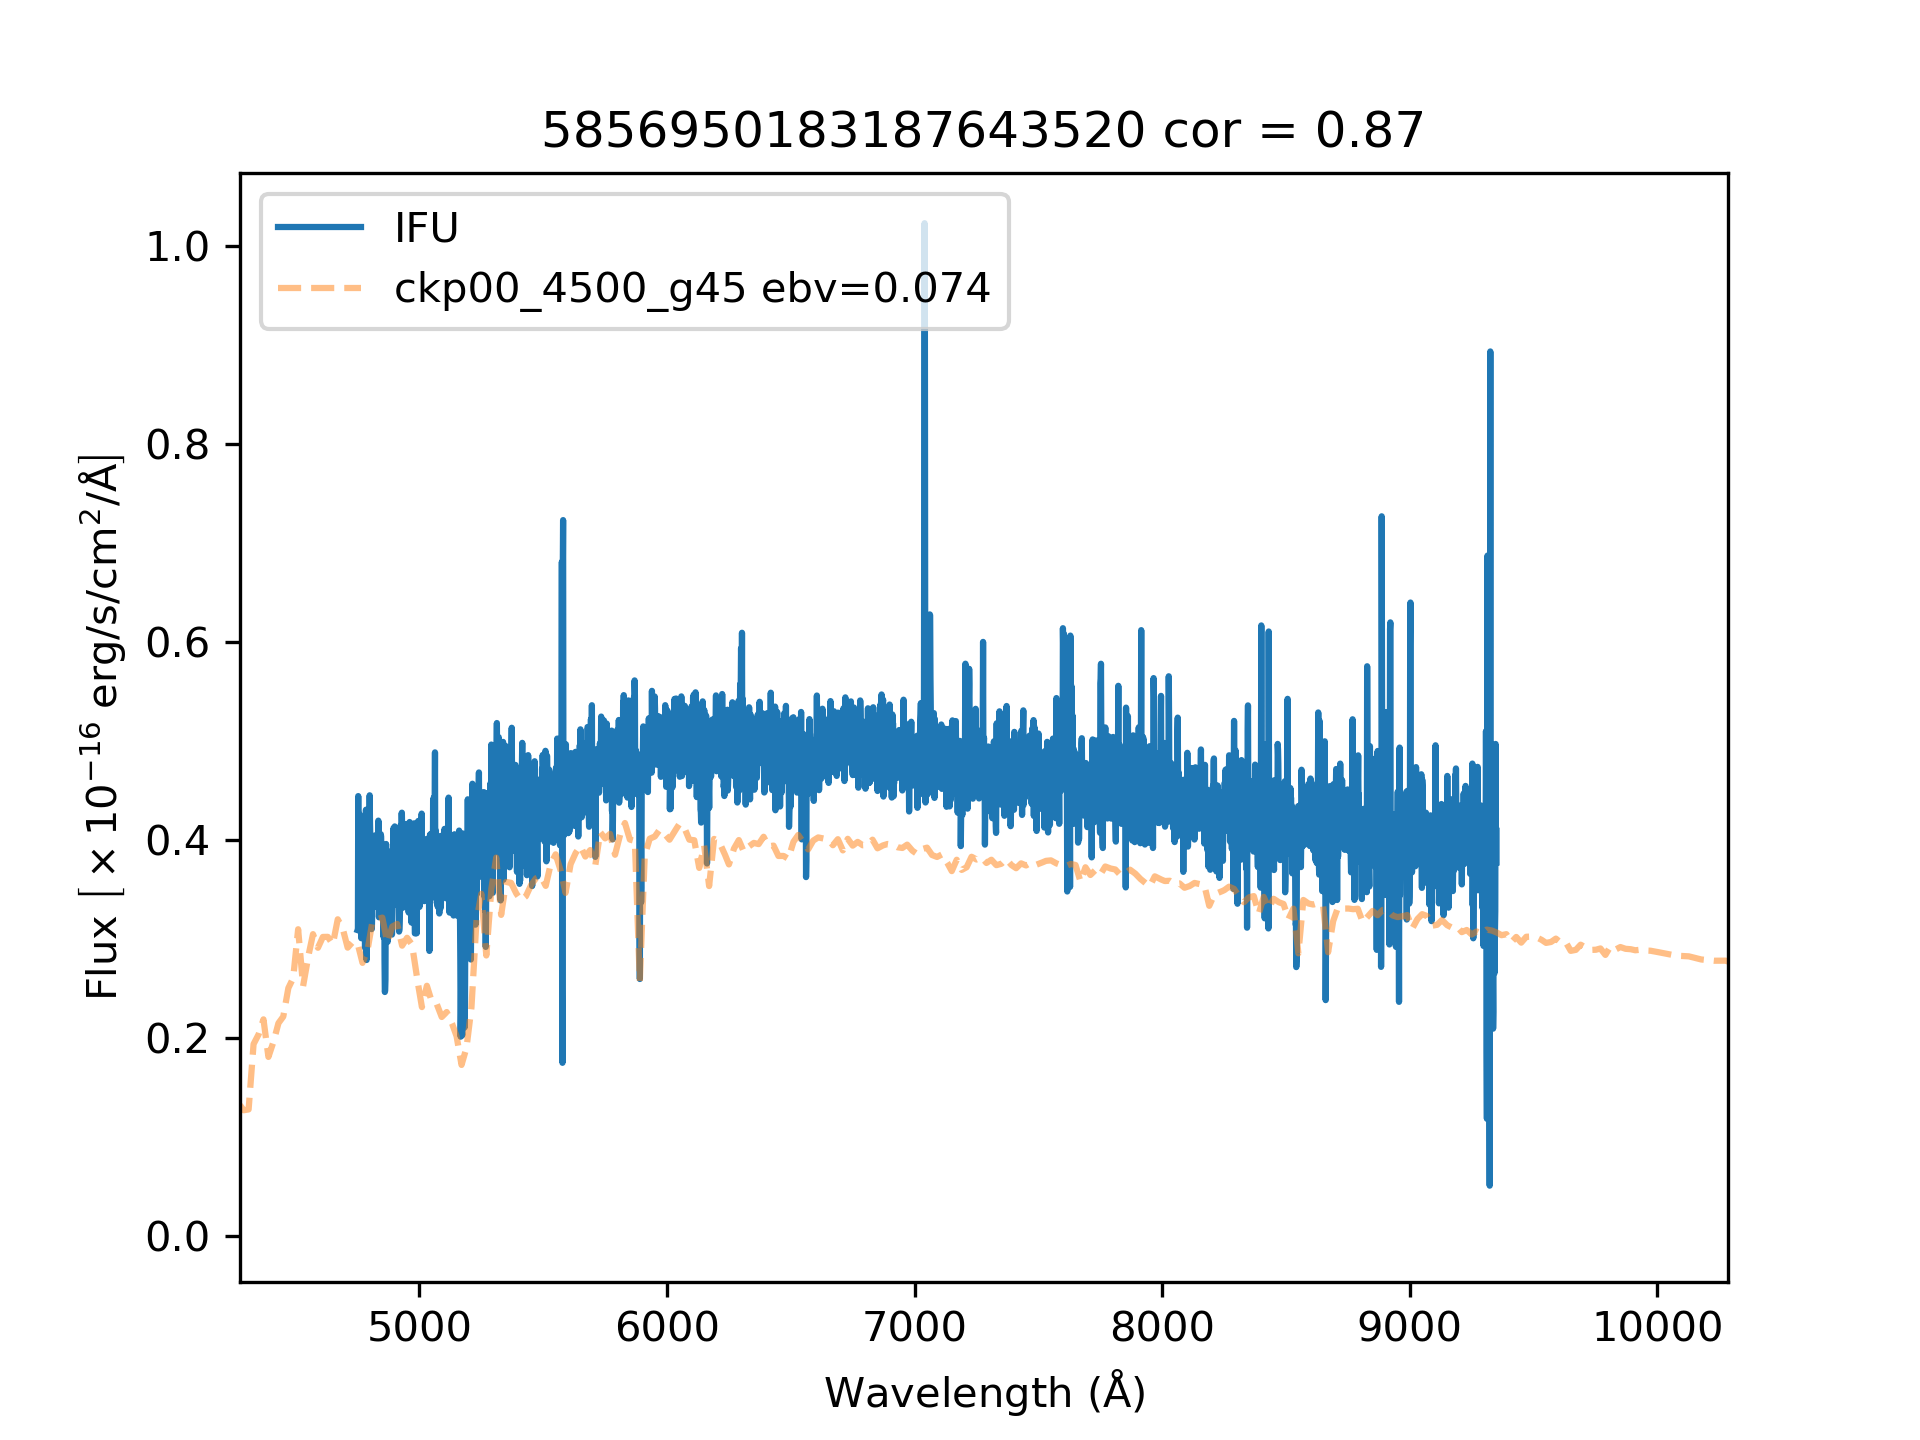 5856950183187643520 cor = 0.87
IFU
ckp00_4500_g45 ebv=0.074
1.0
0.8
0.6
0.4
0.2
0.0
Flux [ × 10⁻¹⁶ erg/s/cm²/Å]
5000 6000 7000 8000 9000 10000
Wavelength (Å)